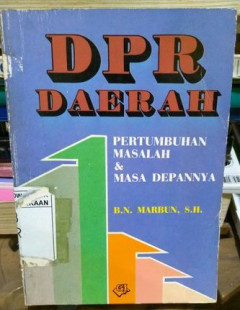 DPR
DAERAH
PERTUMBUHAN
MASALAH
&
MASA DEPANNYA
B.N. MARBUN, S.H.